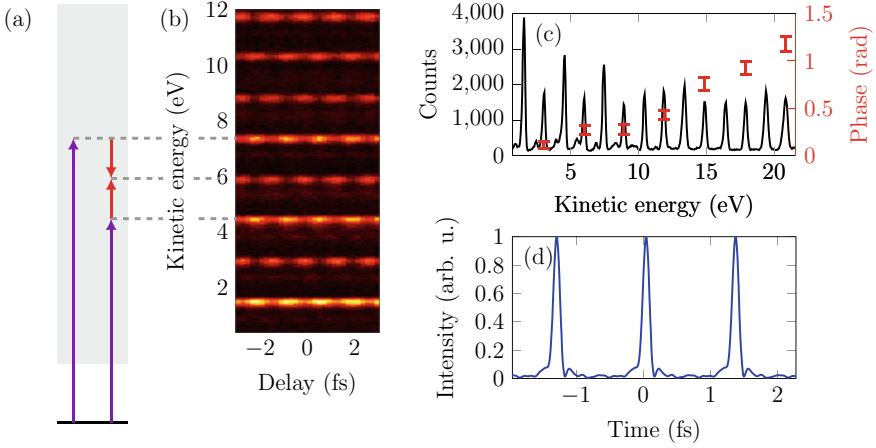 (a)
(b)
12
10
8
6
4
2
Kinetic energy (eV)
−2
0
2
Delay (fs)
(c)
4,000
3,000
2,000
1,000
0
Counts
1.5
1
0.5
0
Phase (rad)
5
10
15
20
Kinetic energy (eV)
(d)
1
0.8
0.6
0.4
0.2
0
Intensity (arb. u.)
−1
0
1
2
Time (fs)